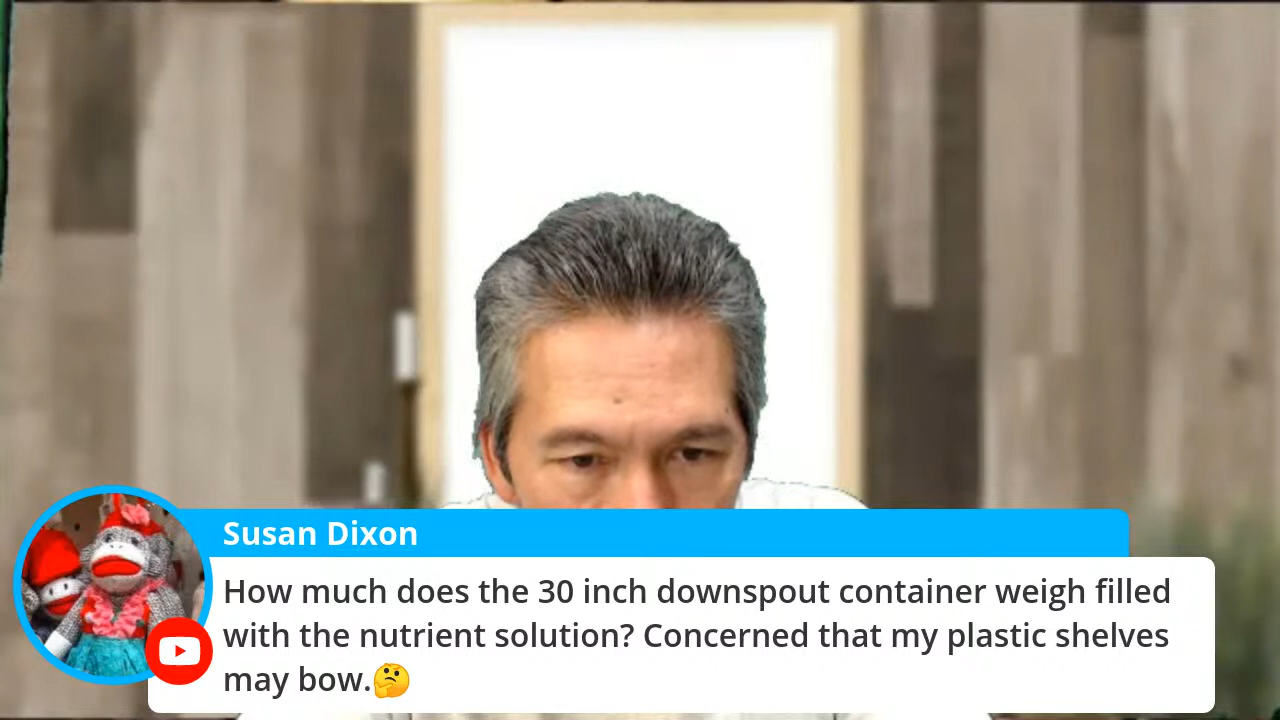 Susan Dixon
How much does the 30 inch downspout container weigh filled
with the nutrient solution? Concerned that my plastic shelves
may bow.🤔